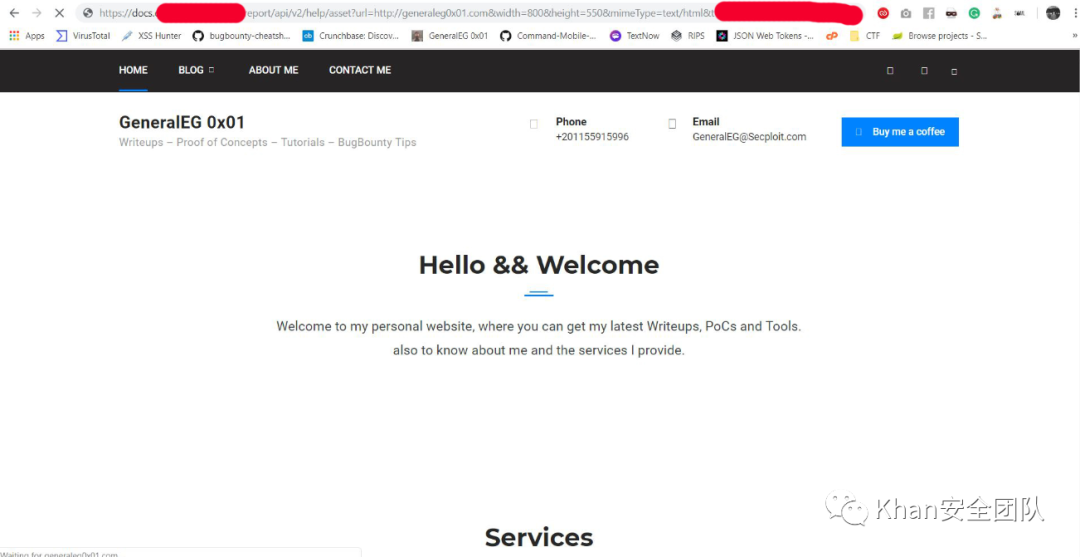 https://docs. eport/api/v2/help/asset?url=http://generaleg0x01.com&width=800&height=550&mimeType=text/html&t
Apps VirusTotal XSS Hunter bugbounty-cheatsh... Crunchbase: Discov... GeneralEG 0x01 Command-Mobile-... TextNow RIPS JSON Web Tokens -... CTF Browse projects - S... »
HOME BLOG ABOUT ME CONTACT ME
GeneralEG 0x01
Writeups – Proof of Concepts – Tutorials – BugBounty Tips
Phone
+201155915996
Email
GeneralEG@Secploit.com
Buy me a coffee
Hello && Welcome
Welcome to my personal website, where you can get my latest Writeups, PoCs and Tools.
also to know about me and the services I provide.
Services
Khan安全团队
Waiting for generaleg0x01.com